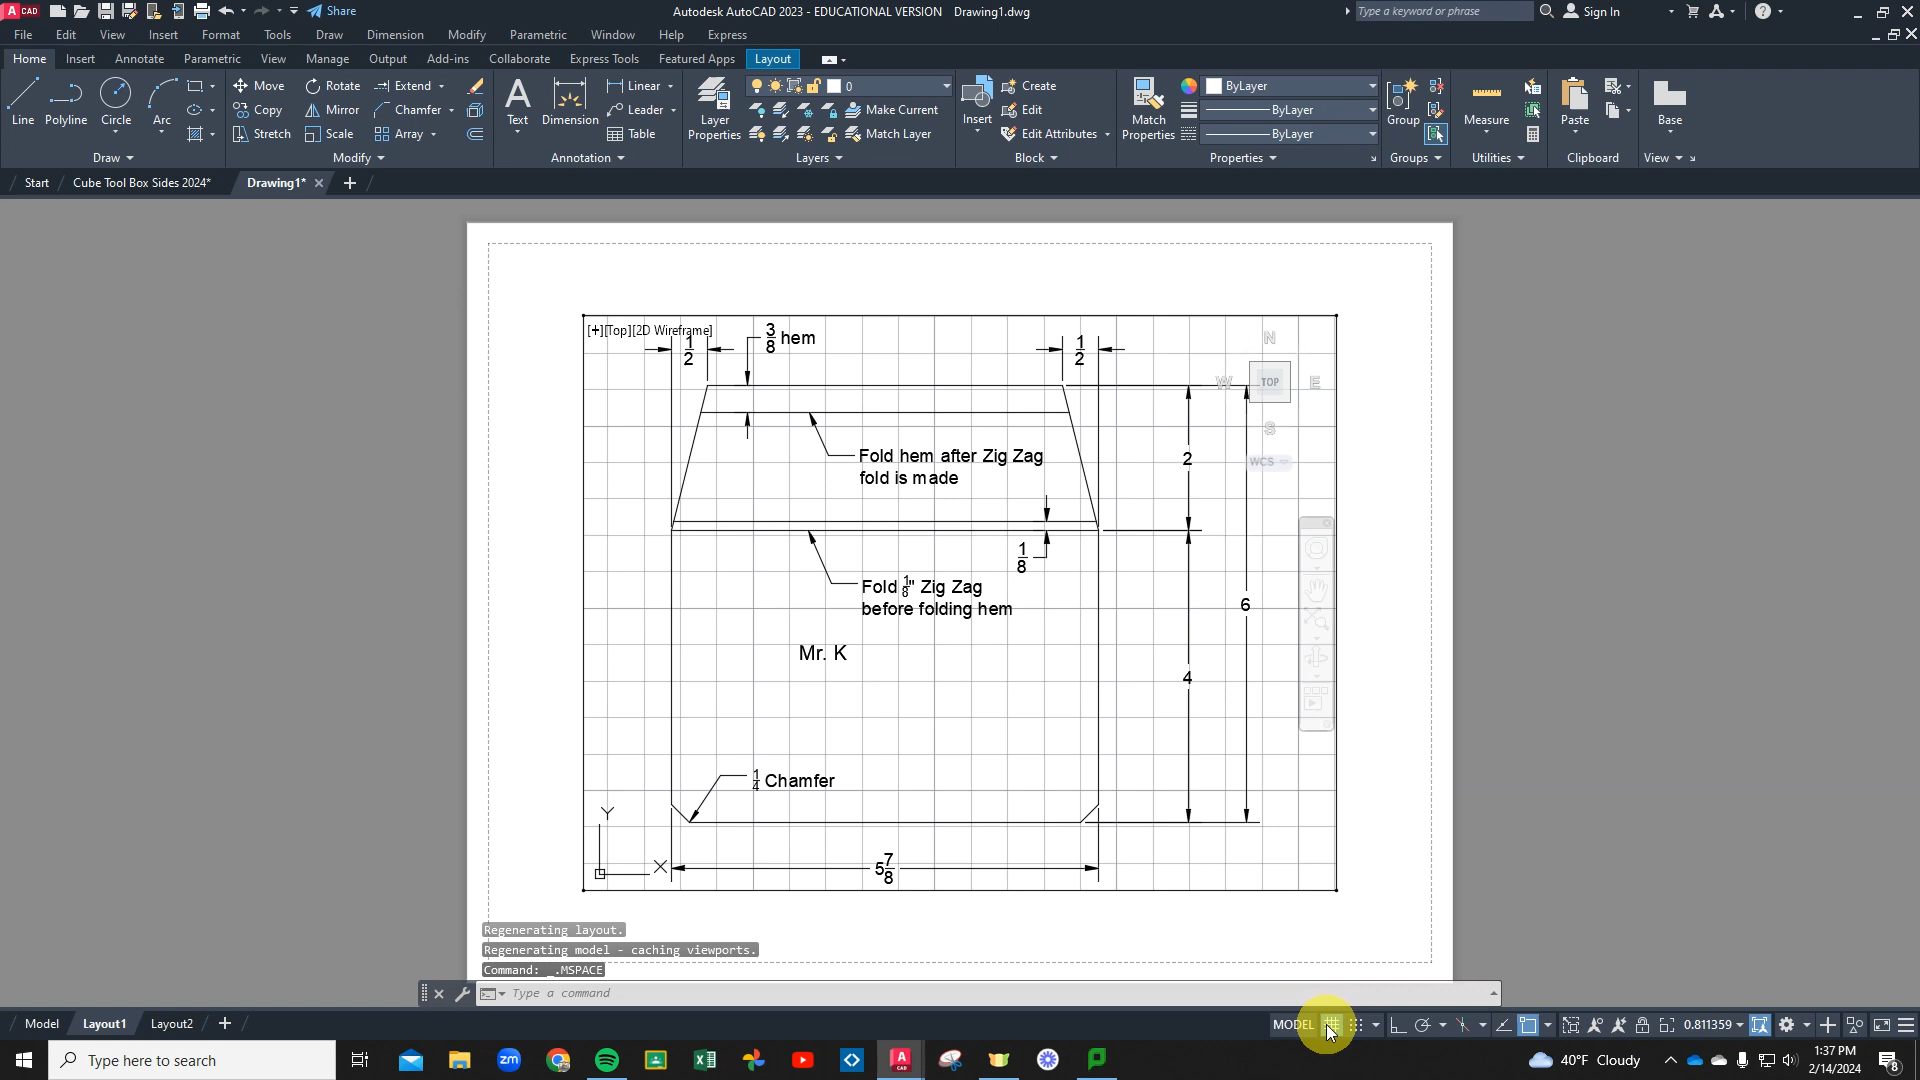 A CAD Share Autodesk AutoCAD 2023 - EDUCATIONAL VERSION Drawing1.dwg Type a keyword or phrase Sign In
File Edit View Insert Format Tools Draw Dimension Modify Parametric Window Help Express
Home Insert Annotate Parametric View Manage Output Add-ins Collaborate Express Tools Featured Apps Layout
Line Polyline Circle Arc
Move Rotate Extend
Copy Mirror Chamfer
Stretch Scale Array
Text Dimension Linear
Leader
Table
Layer Properties 0
Make Current
Match Layer
Insert Create
Edit
Edit Attributes
Match Properties ByLayer
ByLayer
ByLayer
Group Measure Paste Base
Draw Modify Annotation Layers Block Properties Groups Utilities Clipboard View
Start Cube Tool Box Sides 2024* Drawing1*
[+][Top][2D Wireframe]
3/8 hem
1/2
1/2
N
W TOP E
S
WCS
Fold hem after Zig Zag
fold is made
2
1/8
Fold 1/8" Zig Zag
before folding hem
6
Mr. K
4
1/4 Chamfer
Y
X
5 7/8
Regenerating layout.
Regenerating model - caching viewports.
Command: _.MSPACE
Type a command
Model Layout1 Layout2 MODEL 0.811359
Type here to search
zm
CAD
40°F Cloudy
1:37 PM
2/14/2024
8